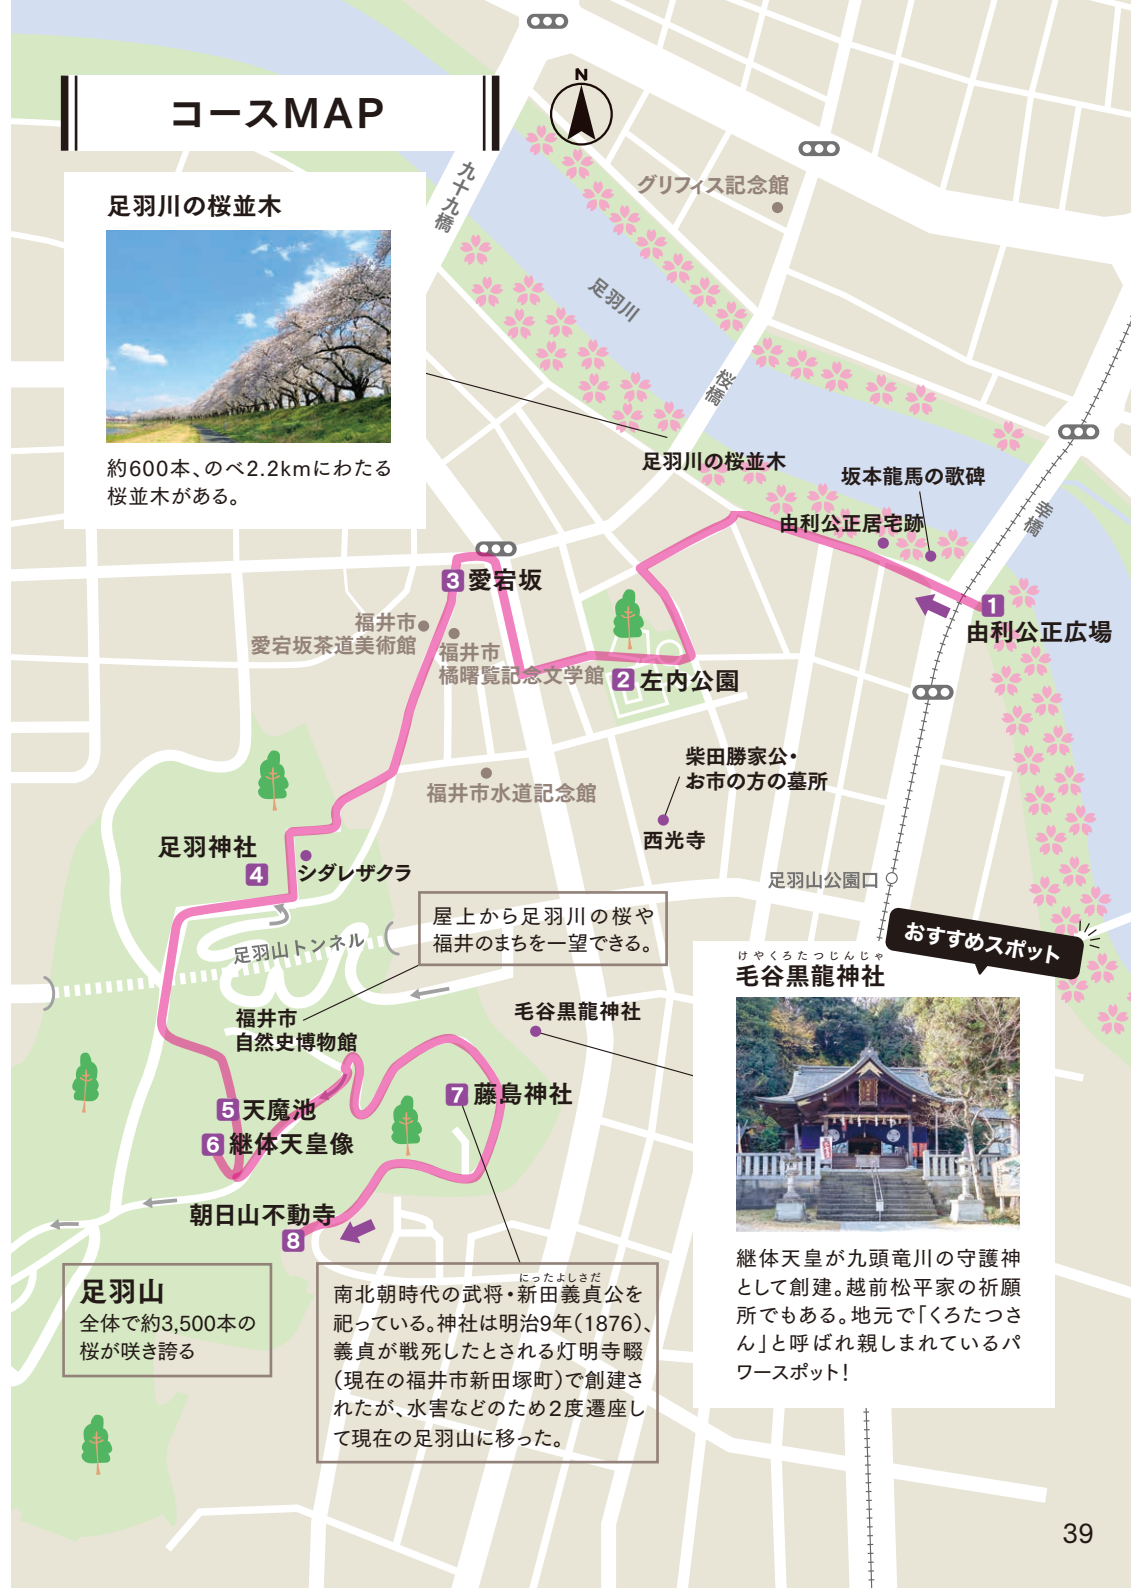 コースMAP
N
足羽川の桜並木
約600本、のべ2.2kmにわたる
桜並木がある。
九十九橋
グリフィス記念館
足羽川
桜橋
足羽川の桜並木
坂本龍馬の歌碑
由利公正居宅跡
幸橋
1
由利公正広場
3 愛宕坂
福井市
愛宕坂茶道美術館
福井市
橘曙覧記念文学館
2 左内公園
柴田勝家公・
お市の方の墓所
西光寺
福井市水道記念館
足羽神社
4
シダレザクラ
足羽山公園口
屋上から足羽川の桜や
福井のまちを一望できる。
足羽山トンネル
福井市
自然史博物館
毛谷黒龍神社
おすすめスポット
けやくろたつじんじゃ
毛谷黒龍神社
継体天皇が九頭竜川の守護神
として創建。越前松平家の祈願
所でもある。地元で「くろたつさ
ん」と呼ばれ親しまれているパ
ワースポット!
5 天魔池
6 継体天皇像
7 藤島神社
朝日山不動寺
8
足羽山
全体で約3,500本の
桜が咲き誇る
にったよしさだ
南北朝時代の武将・新田義貞公を
祀っている。神社は明治9年(1876)、
義貞が戦死したとされる灯明寺畷
(現在の福井市新田塚町)で創建さ
れたが、水害などのため2度遷座し
て現在の足羽山に移った。
39